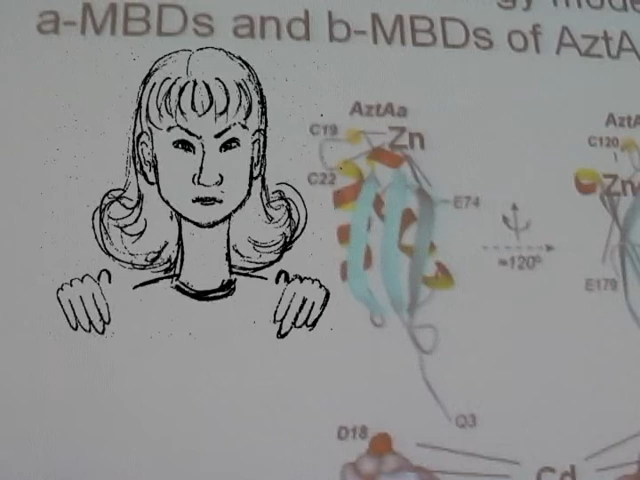 a-MBDs and b-MBDs of AztA
AztAa
C19
Zn
C22
E74
≈120°
C120
Zn
E179
Q3
D18
Cd